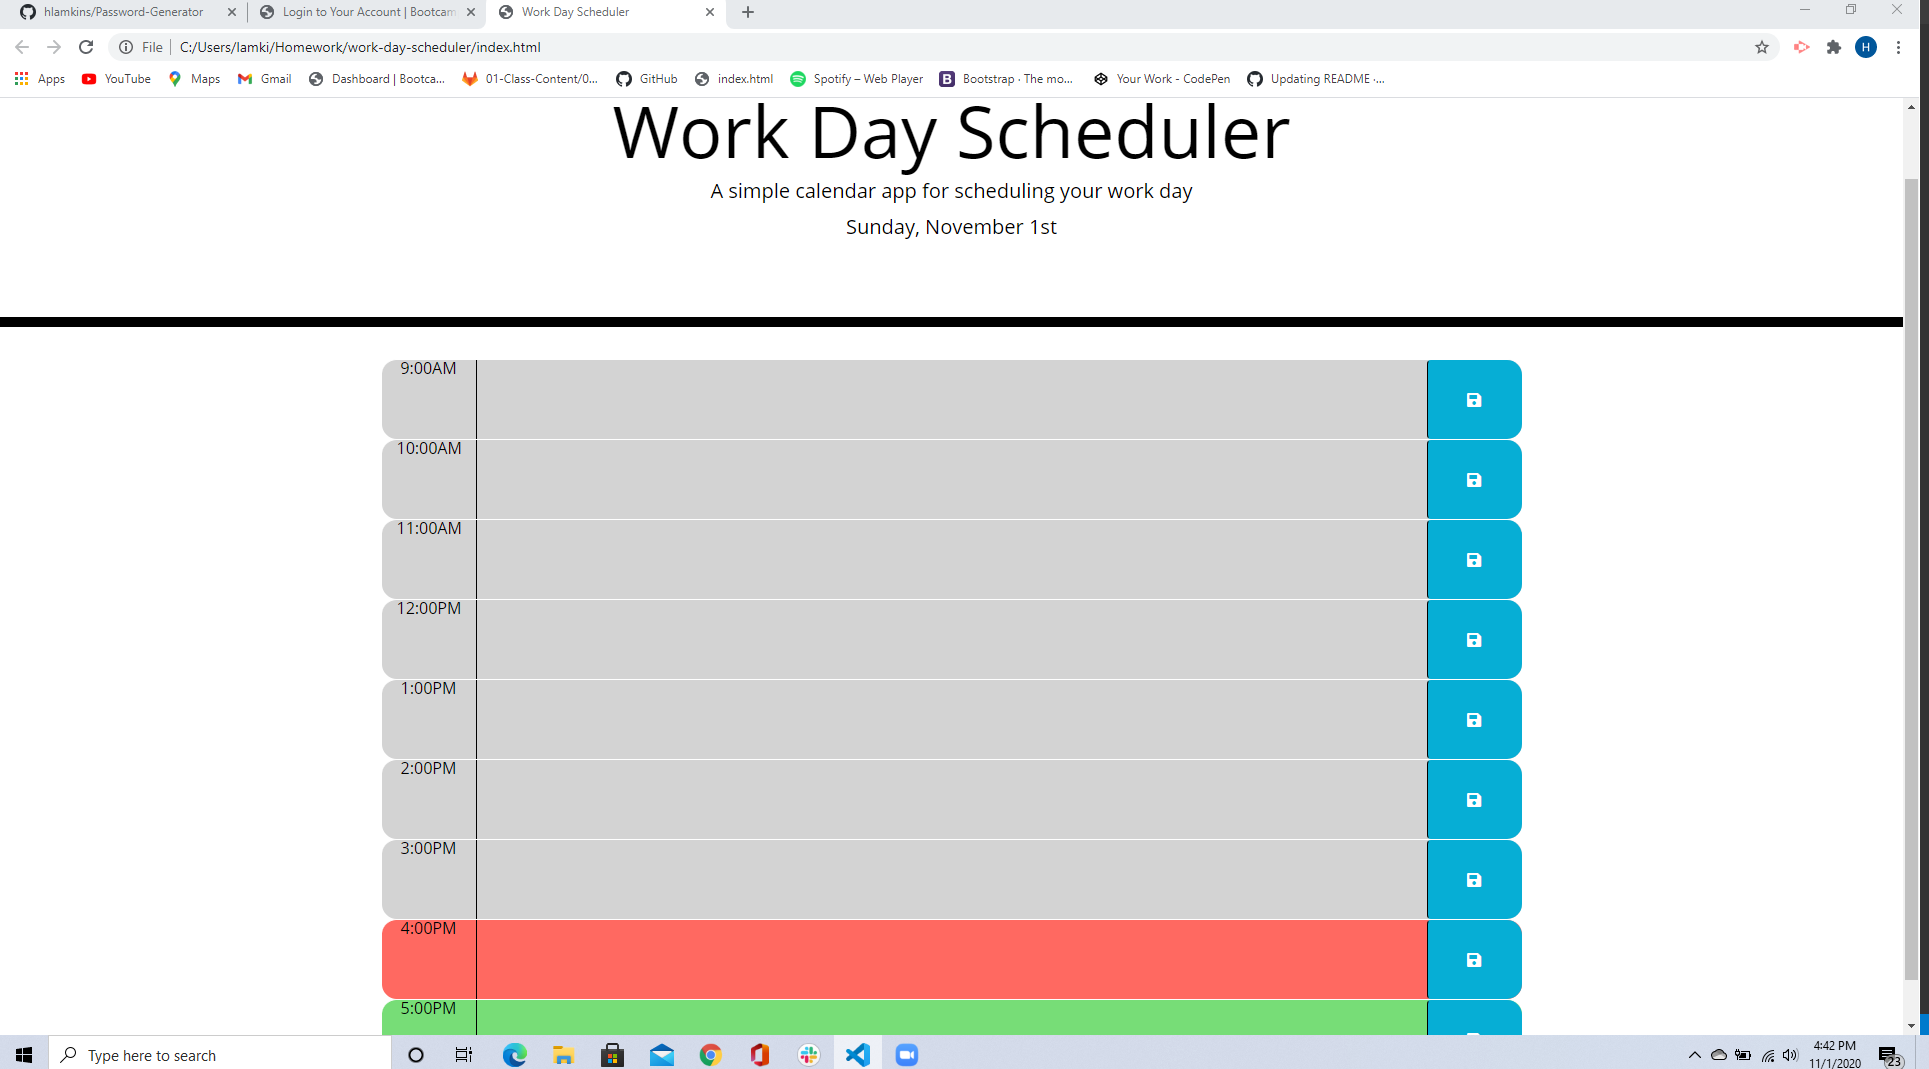 hlamkins/Password-Generator
Login to Your Account | Bootcam
Work Day Scheduler
File
C:/Users/lamki/Homework/work-day-scheduler/index.html
H
Apps
YouTube
Maps
Gmail
Dashboard | Bootca...
01-Class-Content/0...
GitHub
index.html
Spotify – Web Player
B
Bootstrap · The mo...
Your Work - CodePen
Updating README ·...
Work Day Scheduler
A simple calendar app for scheduling your work day
Sunday, November 1st
9:00AM
10:00AM
11:00AM
12:00PM
1:00PM
2:00PM
3:00PM
4:00PM
5:00PM
Type here to search
4:42 PM
11/1/2020
23